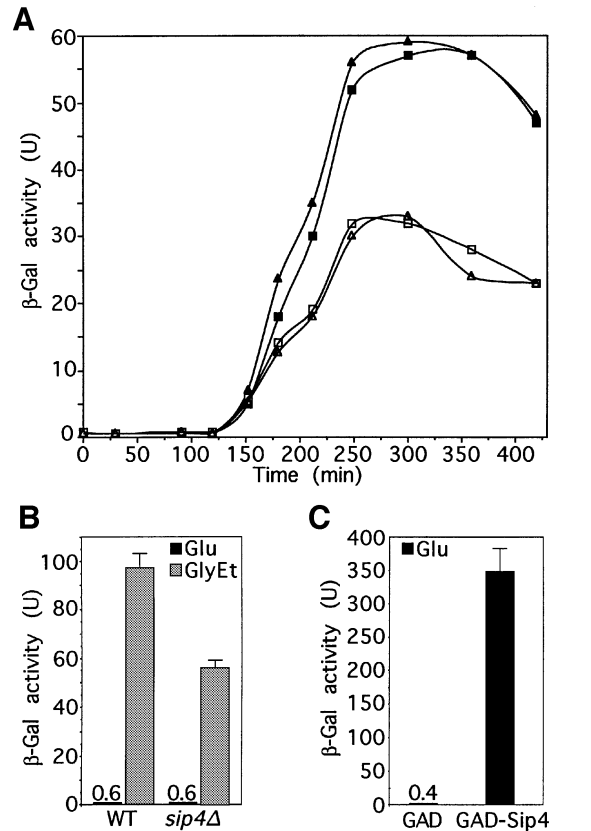 A
60
50
40
30
20
10
0
β-Gal activity (U)
0 50 100 150 200 250 300 350 400
Time (min)
B
Glu
GlyEt
100
80
60
40
20
0
β-Gal activity (U)
0.6 0.6
WT sip4Δ
C
Glu
400
350
300
250
200
150
100
50
0
β-Gal activity (U)
0.4
GAD GAD-Sip4